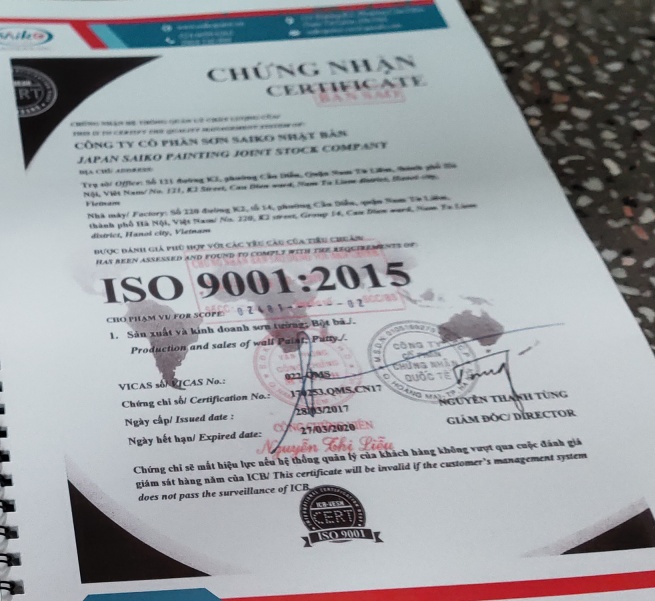 CHỨNG NHẬN
CERTIFICATE
BẢN SAO
CHỨNG NHẬN HỆ THỐNG QUẢN LÝ CHẤT LƯỢNG CỦA/
THIS IS TO CERTIFY THE QUALITY MANAGEMENT SYSTEM OF:
CÔNG TY CỔ PHẦN SƠN SAIKO NHẬT BẢN
JAPAN SAIKO PAINTING JOINT STOCK COMPANY
ĐỊA CHỈ/ ADDRESS:
Trụ sở/ Office: Số 121 đường K2, phường Cầu Diễn, Quận Nam Từ Liêm, thành phố Hà
Nội, Việt Nam/ No. 121, K2 Street, Cau Dien ward, Nam Tu Liem district, Hanoi city,
Vietnam
Nhà máy/ Factory: Số 220 đường K2, tổ 14, phường Cầu Diễn, quận Nam Từ Liêm,
thành phố Hà Nội, Việt Nam/ No. 220, K2 street, Group 14, Cau Dien ward, Nam Tu Liem
district, Hanoi city, Vietnam
ĐƯỢC ĐÁNH GIÁ PHÙ HỢP VỚI CÁC YÊU CẦU CỦA TIÊU CHUẨN/
HAS BEEN ASSESSED AND FOUND TO COMPLY WITH THE REQUIREMENTS OF:
ISO 9001:2015
CHO PHẠM VI/ FOR SCOPE:
1. Sản xuất và kinh doanh sơn tường; Bột bả./.
Production and sales of wall Paint, Putty./.
VICAS số/ VICAS No.: 022-QMS
Chứng chỉ số/ Certification No.: 170253.QMS.CN17
Ngày cấp/ Issued date : 28/03/2017
Ngày hết hạn/ Expired date: 27/03/2020
CÔNG TY
CỔ PHẦN
CHỨNG NHẬN
QUỐC TẾ
NGUYỄN THANH TÙNG
GIÁM ĐỐC/ DIRECTOR
CÔNG CHỨNG VIÊN
Nguyễn Thị Liễu
Chứng chỉ sẽ mất hiệu lực nếu hệ thống quản lý của khách hàng không vượt qua cuộc đánh giá
giám sát hàng năm của ICB/ This certificate will be invalid if the customer's management system
does not pass the surveillance of ICB
CERT
ISO 9001